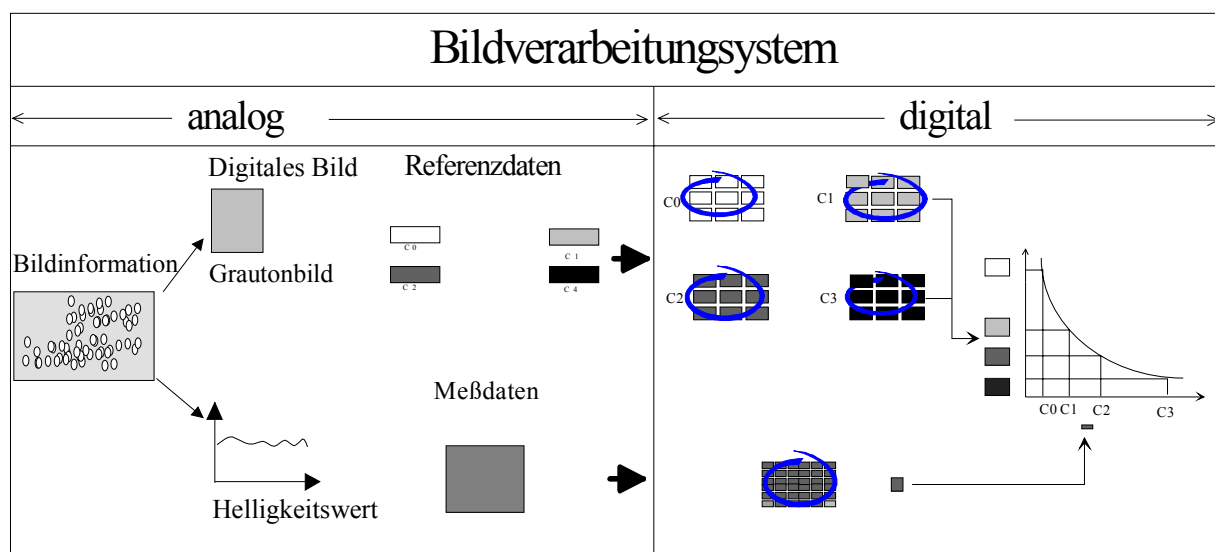 Bildverarbeitungsystem
analog
digital
Digitales Bild
Referenzdaten
C0
C1
C 0
C 1
Bildinformation
Grautonbild
C 2
C 4
C2
C3
Meßdaten
C0 C1 C2 C3
Helligkeitswert